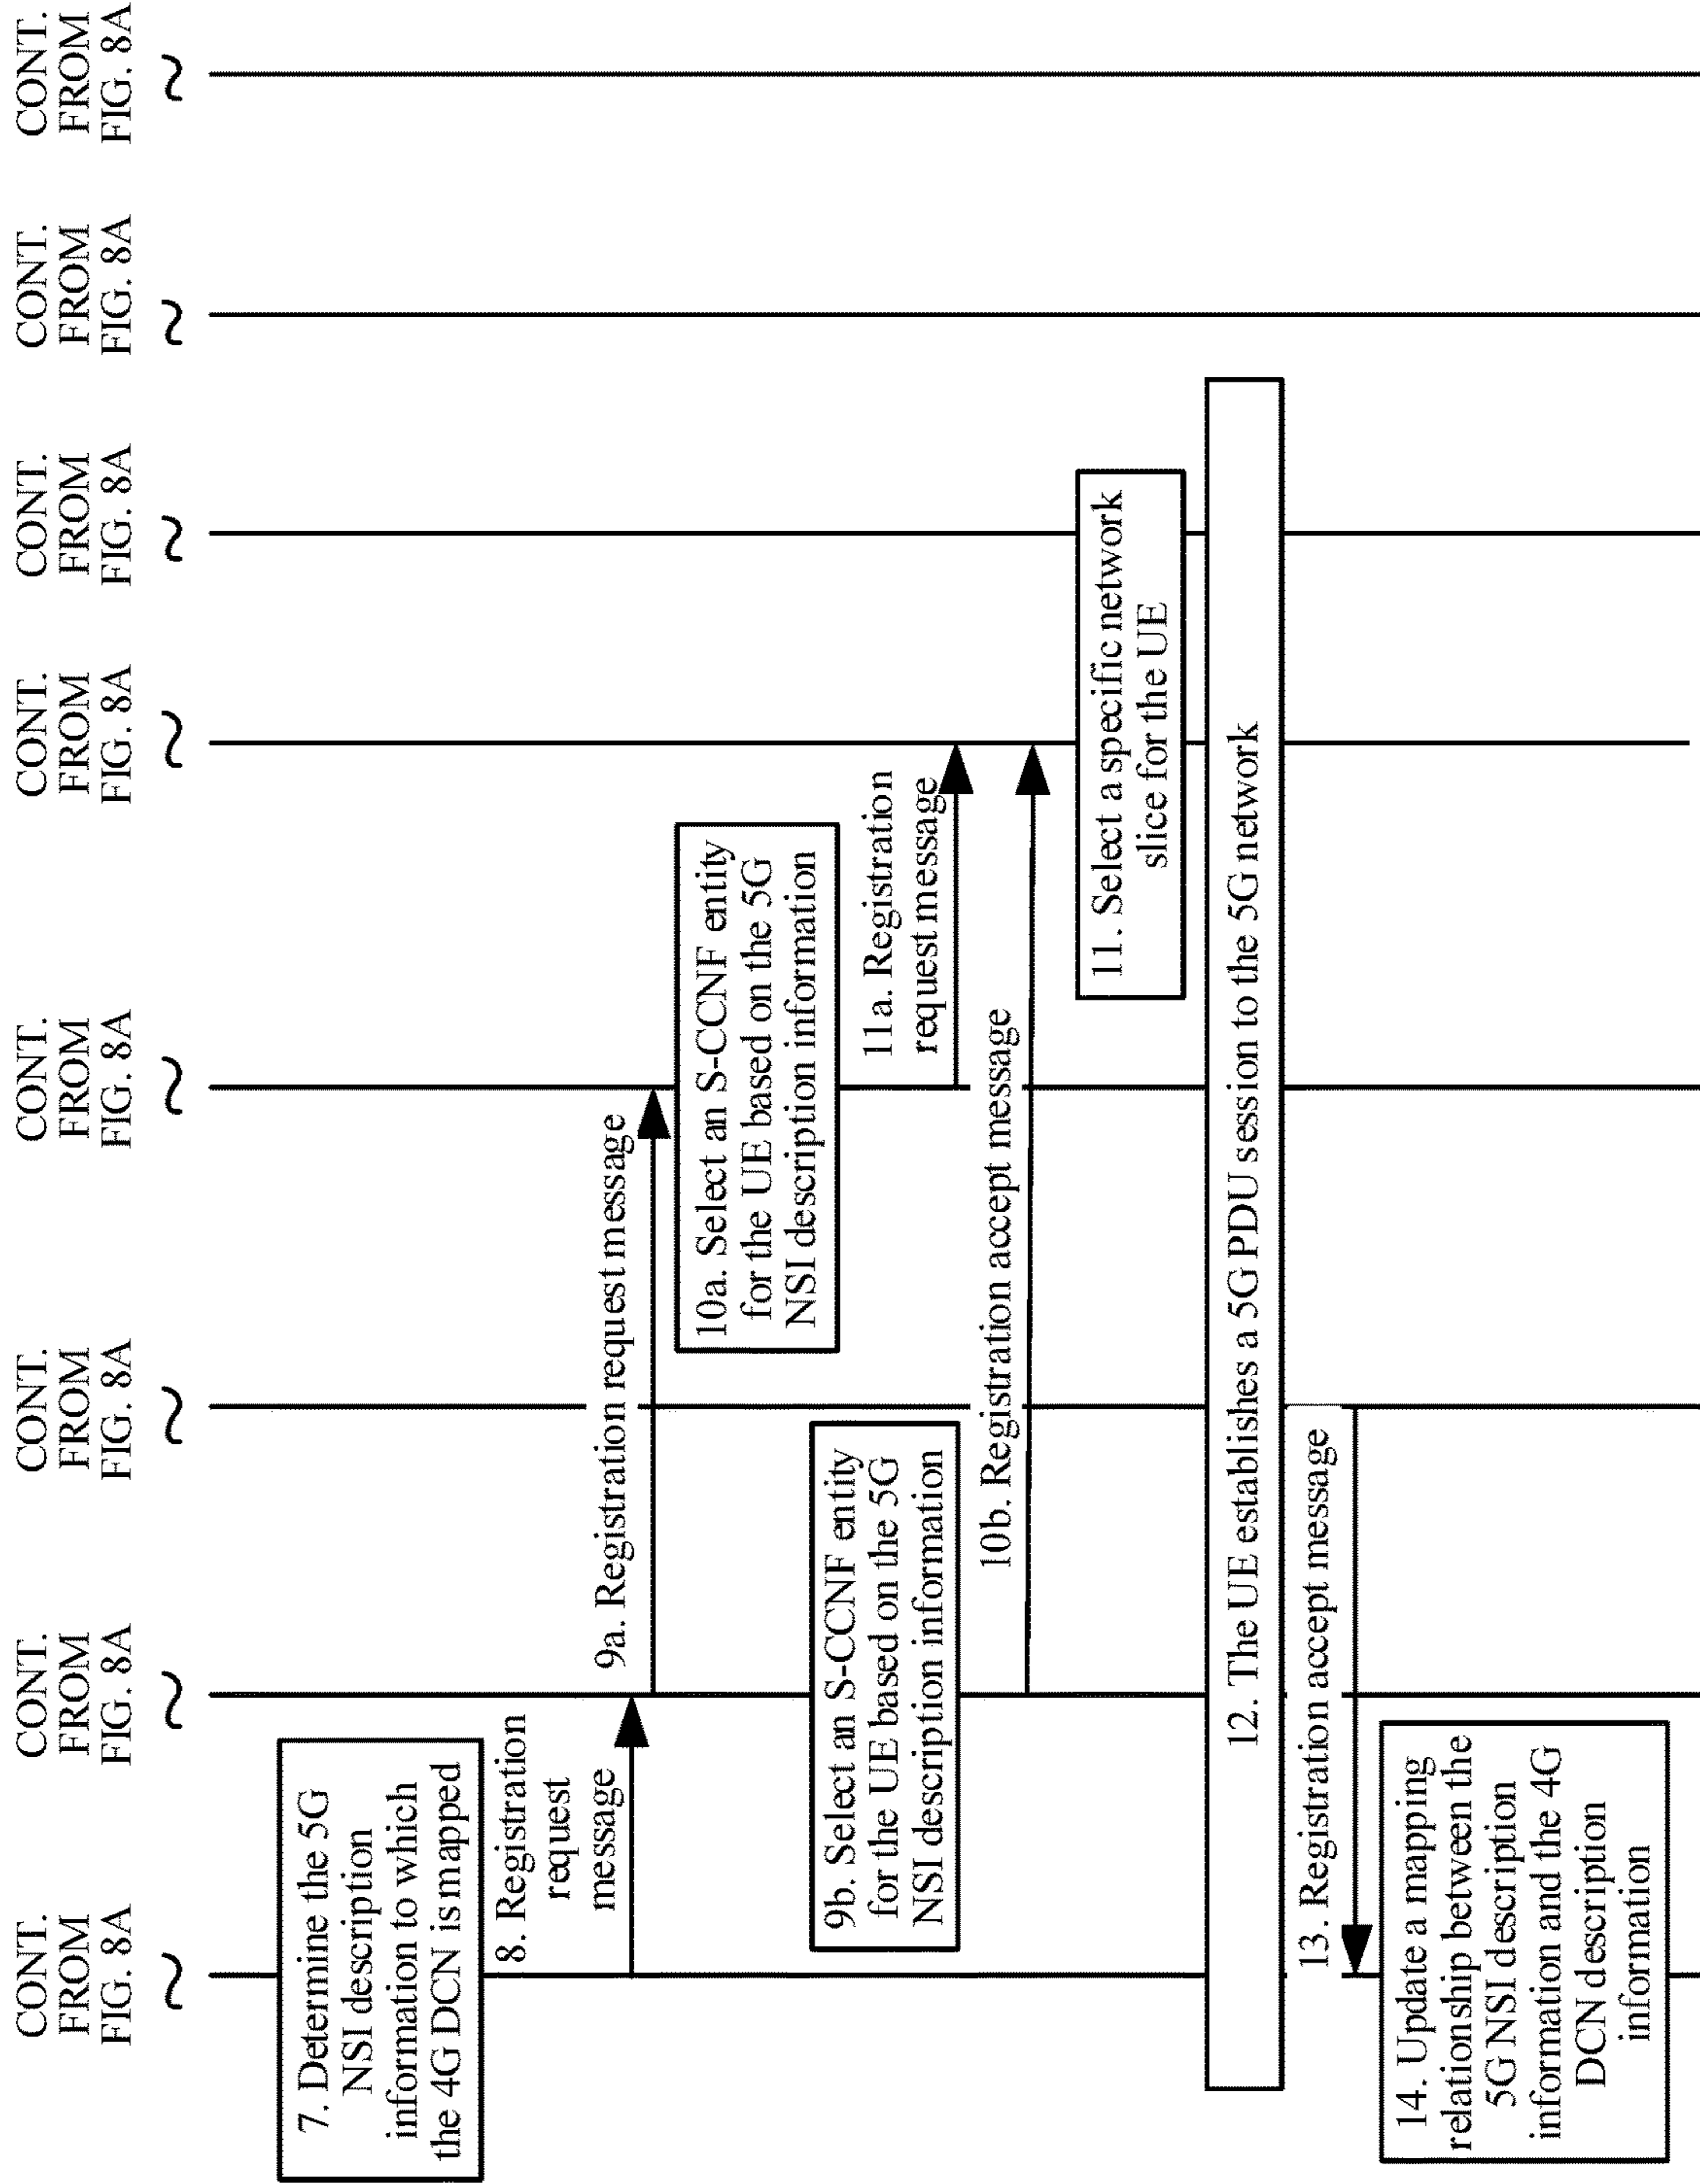 CONT.
FROM
FIG. 8A
CONT.
FROM
FIG. 8A
CONT.
FROM
FIG. 8A
CONT.
FROM
FIG. 8A
CONT.
FROM
FIG. 8A
CONT.
FROM
FIG. 8A
CONT.
FROM
FIG. 8A
CONT.
FROM
FIG. 8A
7. Determine the 5G
NSI description
information to which
the 4G DCN is mapped
8. Registration
request
message
9a. Registration request message
10a. Select an S-CCNF entity
for the UE based on the 5G
NSI description information
9b. Select an S-CCNF entity
for the UE based on the 5G
NSI description information
11a. Registration
request message
10b. Registration accept message
11. Select a specific network
slice for the UE
12. The UE establishes a 5G PDU session to the 5G network
13. Registration accept message
14. Update a mapping
relationship between the
5G NSI description
information and the 4G
DCN description
information